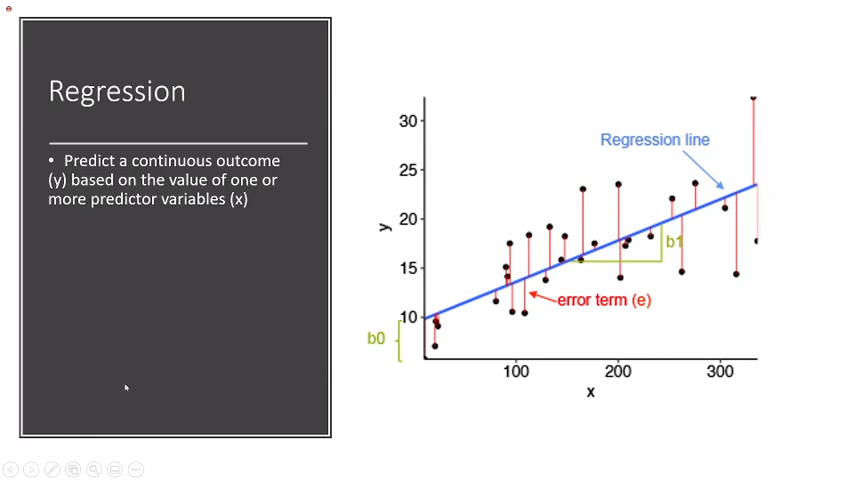 Regression
• Predict a continuous outcome
(y) based on the value of one or
more predictor variables (x)
30
25
20
15
10
y
Regression line
b1
error term (e)
b0
100
200
300
x